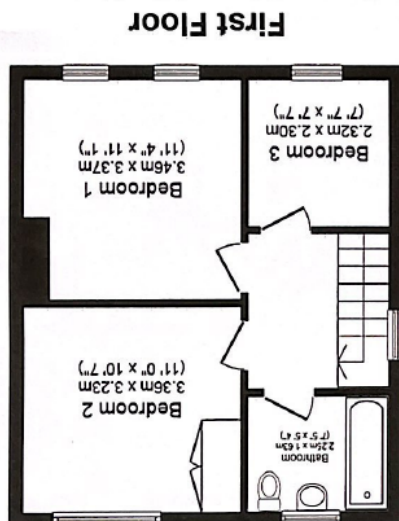 Bathroom
2.25m x 1.63m
(7'5" x 5'4")
Bedroom 2
3.36m x 3.23m
(11' 0" x 10'7")
Bedroom 3
2.32m x 2.30m
(7' 7" x 7' 7")
Bedroom 1
3.46m x 3.37m
(11' 4" x 11' 1")
First Floor